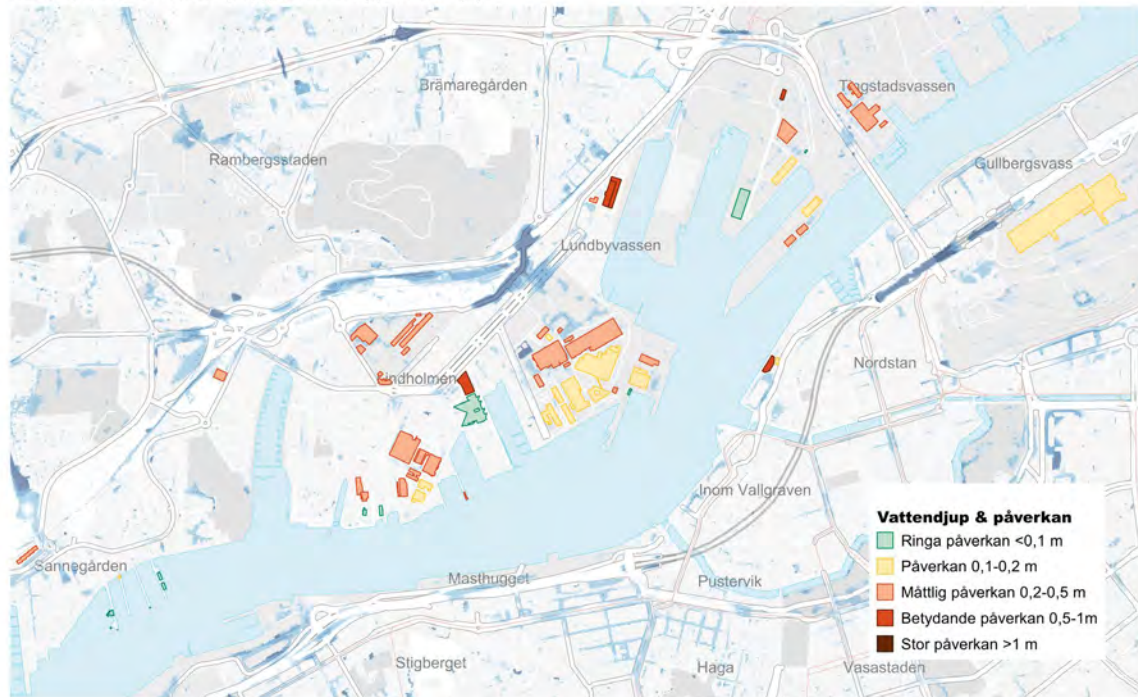 Brämaregården
Tingstadsvassen
Rambergsstaden
Gullbergsvass
Lundbyvassen
Nordstan
Lindholmen
Inom Vallgraven
Sannegården
Masthugget
Pustervik
Stigberget
Haga
Vasastaden
Vattendjup & påverkan
Ringa påverkan <0,1 m
Påverkan 0,1-0,2 m
Måttlig påverkan 0,2-0,5 m
Betydande påverkan 0,5-1m
Stor påverkan >1 m